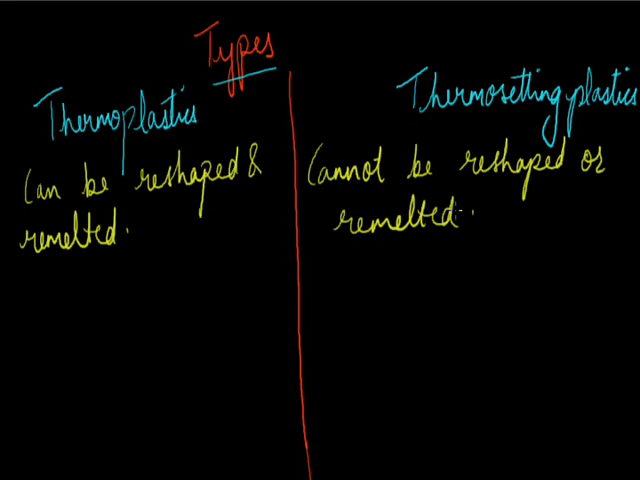 Types
Thermoplastics
Can be reshaped &
remelted.
Thermosetting plastics
Cannot be reshaped or
remelted.